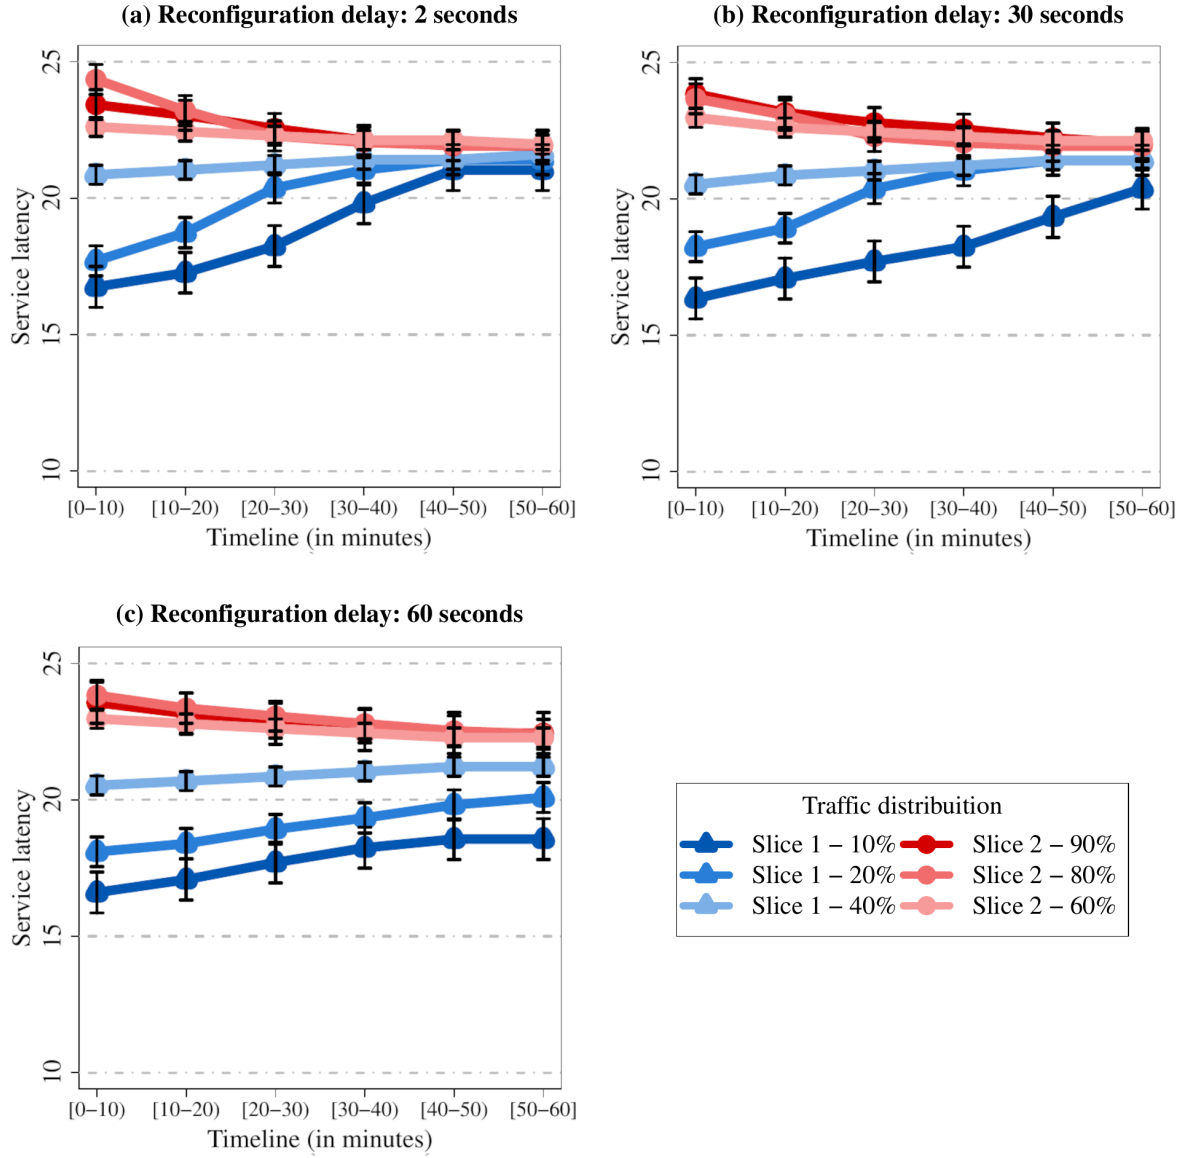 (a) Reconfiguration delay: 2 seconds
25
20
15
10
Service latency
[0–10) [10–20) [20–30) [30–40) [40–50) [50–60]
Timeline (in minutes)
(b) Reconfiguration delay: 30 seconds
25
20
15
10
Service latency
[0–10) [10–20) [20–30) [30–40) [40–50) [50–60]
Timeline (in minutes)
(c) Reconfiguration delay: 60 seconds
25
20
15
10
Service latency
[0–10) [10–20) [20–30) [30–40) [40–50) [50–60]
Timeline (in minutes)
Traffic distribuition
Slice 1 – 10% Slice 2 – 90%
Slice 1 – 20% Slice 2 – 80%
Slice 1 – 40% Slice 2 – 60%